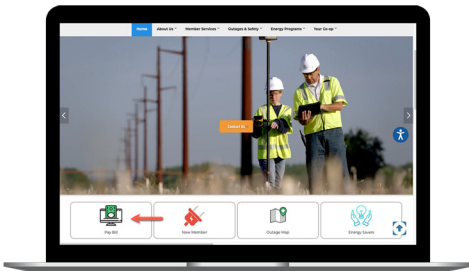 Home About Us Member Services Outages & Safety Energy Programs Your Co-op
Contact Us
Pay Bill New Member Outage Map Energy Savers